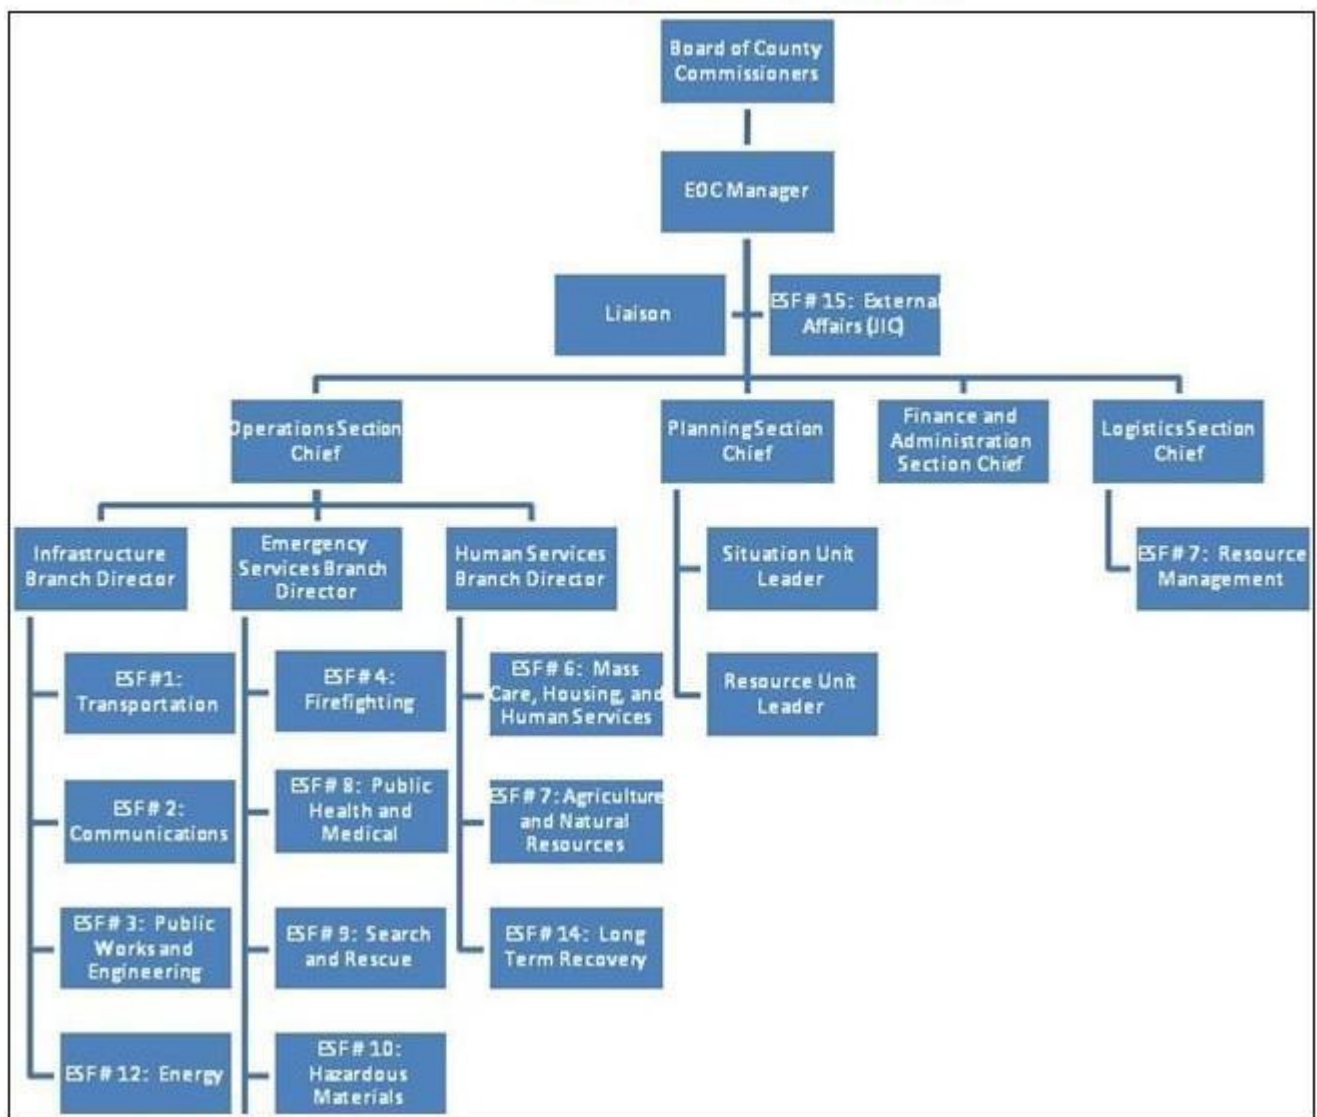 Board of County
Commissioners
EOC Manager
Liaison
ESF# 15: External
Affairs (JIC)
Operations Section
Chief
Planning Section
Chief
Finance and
Administration
Section Chief
Logistics Section
Chief
Infrastructure
Branch Director
Emergency
Services Branch
Director
Human Services
Branch Director
Situation Unit
Leader
ESF# 7: Resource
Management
ESF#1:
Transportation
ESF# 4:
Firefighting
ESF# 6: Mass
Care, Housing, and
Human Services
Resource Unit
Leader
ESF# 2:
Communications
ESF# 8: Public
Health and
Medical
ESF# 7: Agriculture
and Natural
Resources
ESF# 3: Public
Works and
Engineering
ESF# 9: Search
and Rescue
ESF# 14: Long
Term Recovery
ESF# 12: Energy
ESF# 10:
Hazardous
Materials